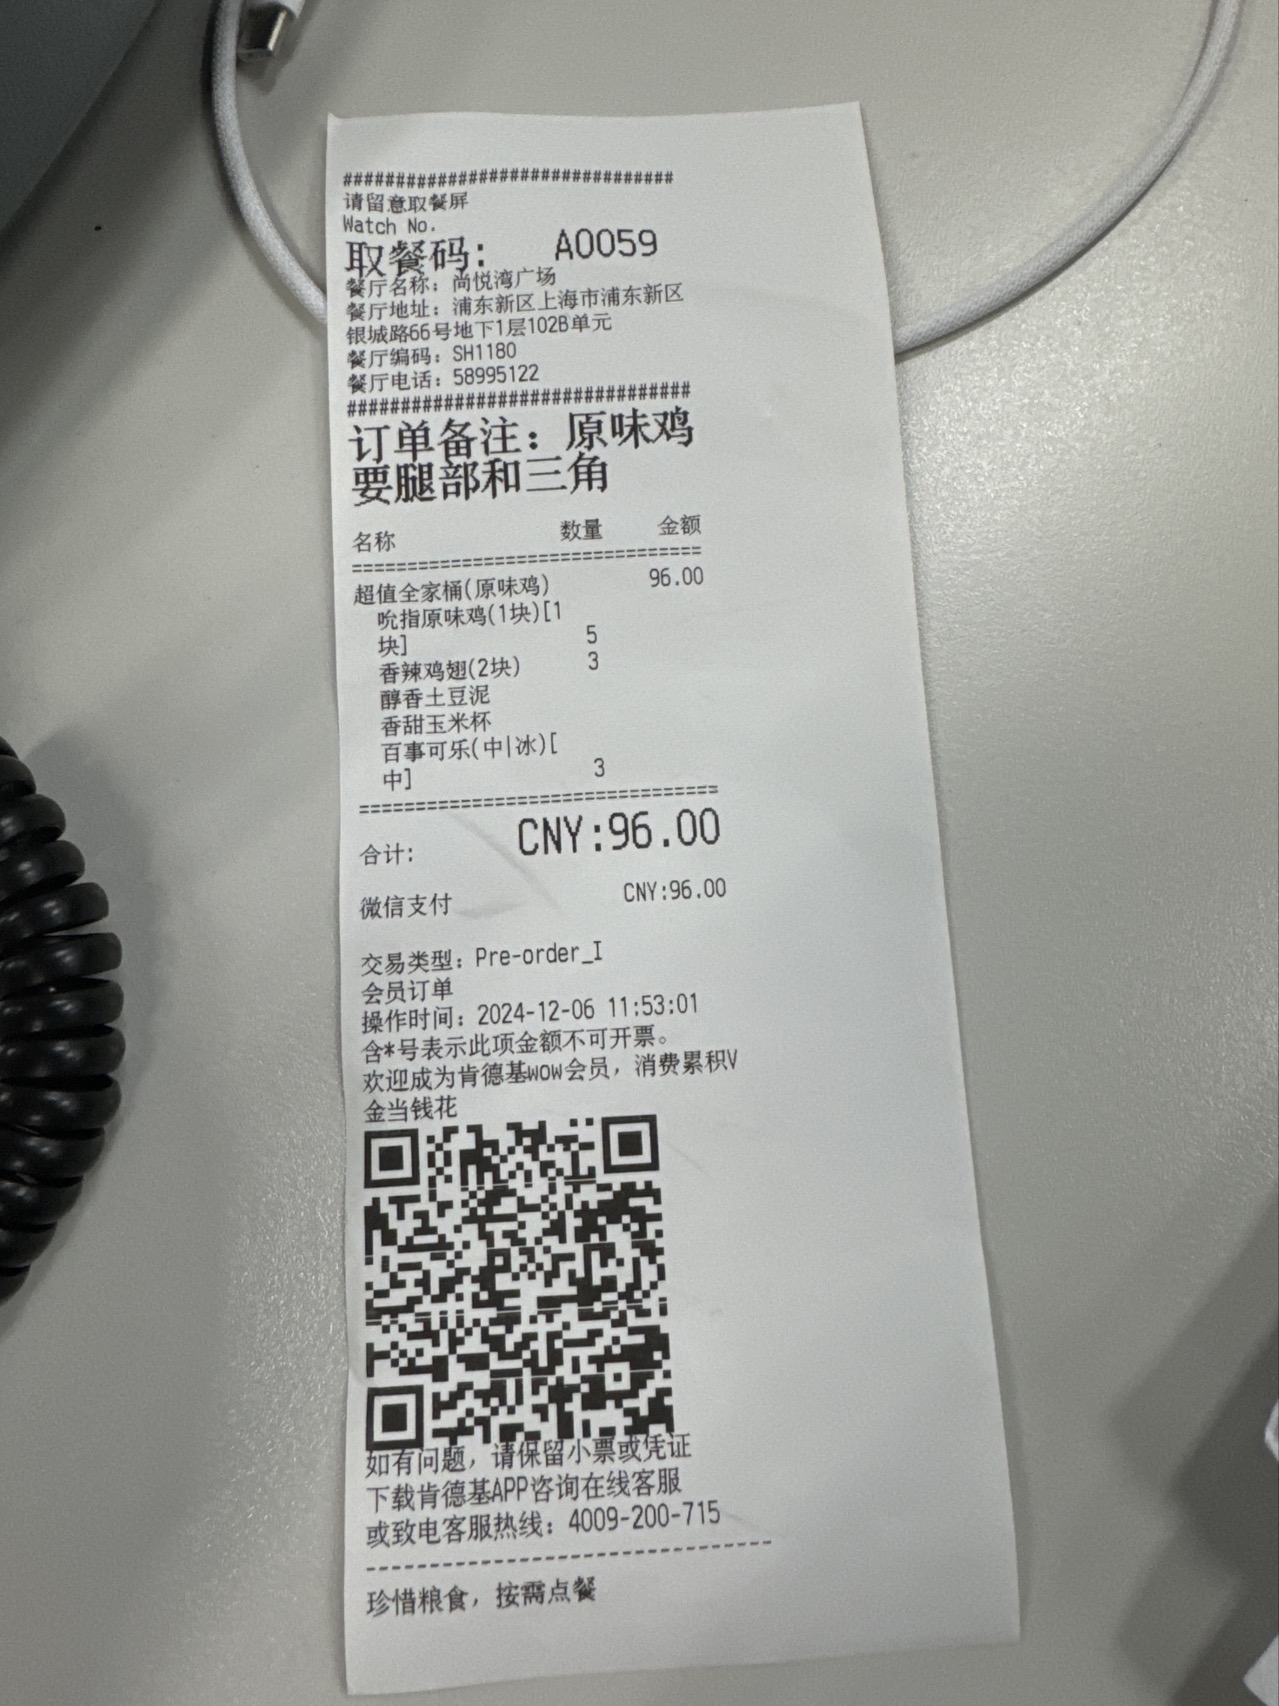 ################################
请留意取餐屏
Watch No.
取餐码: A0059
餐厅名称: 尚悦湾广场
餐厅地址: 浦东新区上海市浦东新区
银城路66号地下1层102B单元
餐厅编码: SH1180
餐厅电话: 58995122
################################
订单备注: 原味鸡
要腿部和三角
名称 数量 金额
================================
超值全家桶(原味鸡) 96.00
吮指原味鸡(1块)[1
块] 5
香辣鸡翅(2块) 3
醇香土豆泥
香甜玉米杯
百事可乐(中|冰)[
中] 3
================================
合计: CNY:96.00
微信支付 CNY:96.00
交易类型: Pre-order_I
会员订单
操作时间: 2024-12-06 11:53:01
含*号表示此项金额不可开票。
欢迎成为肯德基wow会员，消费累积V
金当钱花
如有问题，请保留小票或凭证
下载肯德基APP咨询在线客服
或致电客服热线: 4009-200-715
--------------------------------
珍惜粮食，按需点餐